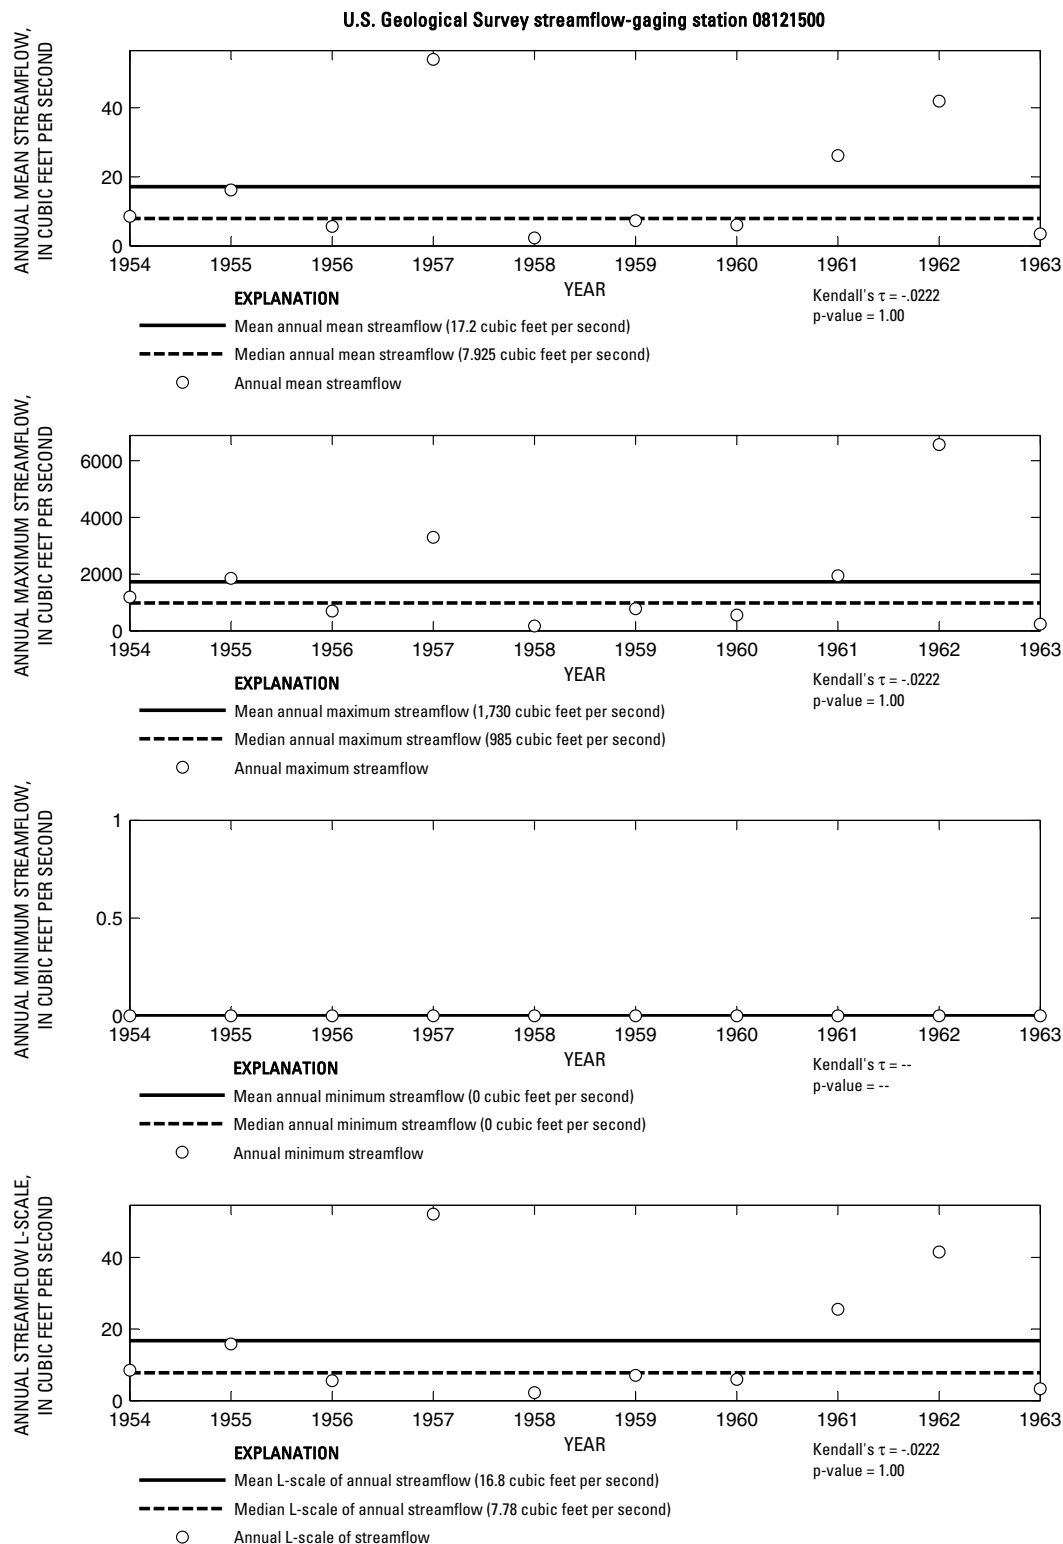 U.S. Geological Survey streamflow-gaging station 08121500
ANNUAL MEAN STREAMFLOW,
IN CUBIC FEET PER SECOND
40
20
0
1954 1955 1956 1957 1958 1959 1960 1961 1962 1963
YEAR
EXPLANATION
Mean annual mean streamflow (17.2 cubic feet per second)
Median annual mean streamflow (7.925 cubic feet per second)
Annual mean streamflow
Kendall's τ = -.0222
p-value = 1.00
ANNUAL MAXIMUM STREAMFLOW,
IN CUBIC FEET PER SECOND
6000
4000
2000
0
1954 1955 1956 1957 1958 1959 1960 1961 1962 1963
YEAR
EXPLANATION
Mean annual maximum streamflow (1,730 cubic feet per second)
Median annual maximum streamflow (985 cubic feet per second)
Annual maximum streamflow
Kendall's τ = -.0222
p-value = 1.00
ANNUAL MINIMUM STREAMFLOW,
IN CUBIC FEET PER SECOND
1
0.5
0
1954 1955 1956 1957 1958 1959 1960 1961 1962 1963
YEAR
EXPLANATION
Mean annual minimum streamflow (0 cubic feet per second)
Median annual minimum streamflow (0 cubic feet per second)
Annual minimum streamflow
Kendall's τ = --
p-value = --
ANNUAL STREAMFLOW L-SCALE,
IN CUBIC FEET PER SECOND
40
20
0
1954 1955 1956 1957 1958 1959 1960 1961 1962 1963
YEAR
EXPLANATION
Mean L-scale of annual streamflow (16.8 cubic feet per second)
Median L-scale of annual streamflow (7.78 cubic feet per second)
Annual L-scale of streamflow
Kendall's τ = -.0222
p-value = 1.00